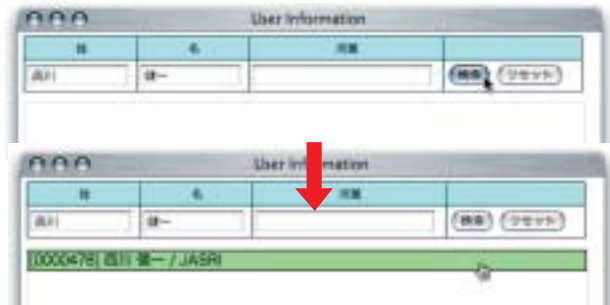 User Information
姓 名 所属
西川 健一 検索 リセット
User Information
姓 名 所属
西川 健一 検索 リセット
[0000478] 西川 健一 / JASRI